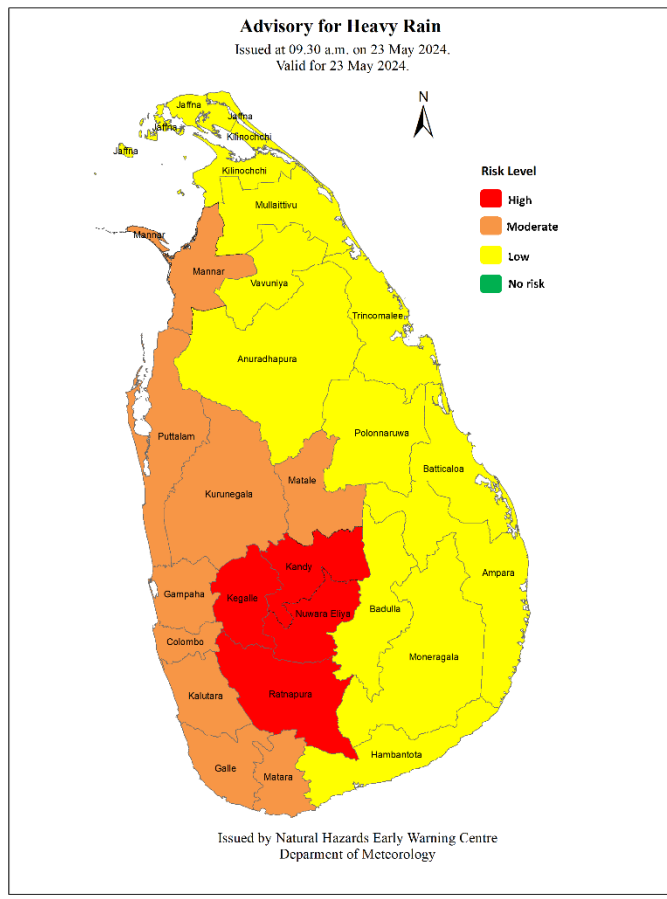 Advisory for Heavy Rain
Issued at 09.30 a.m. on 23 May 2024.
Valid for 23 May 2024.
N
Jaffna
Jaffna
Jaffna
Kilinochchi
Jaffna
Kilinochchi
Risk Level
High
Mullaittivu
Moderate
Mannar
Low
Mannar
Vavuniya
No risk
Trincomalee
Anuradhapura
Polonnaruwa
Puttalam
Batticaloa
Matale
Kurunegala
Kandy
Ampara
Gampaha
Kegalle
Badulla
Nuwara Eliya
Colombo
Moneragala
Kalutara
Ratnapura
Hambantota
Galle
Matara
Issued by Natural Hazards Early Warning Centre
Deparment of Meteorology